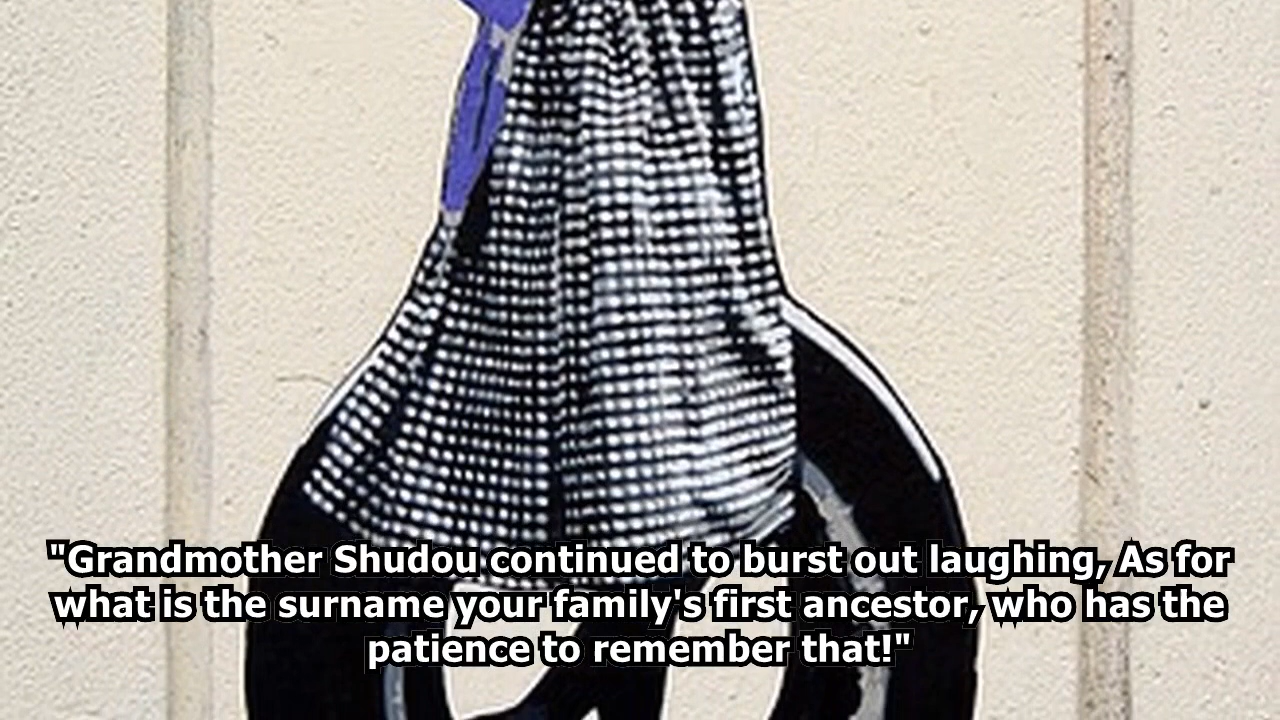 "Grandmother Shudou continued to burst out laughing, As for
what is the surname your family's first ancestor, who has the
patience to remember that!"